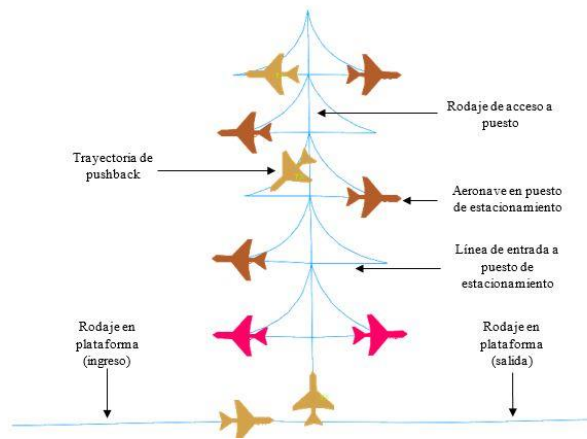 Rodaje de acceso a
puesto
Trayectoria de
pushback
Aeronave en puesto
de estacionamiento
Línea de entrada a
puesto de
estacionamiento
Rodaje en
plataforma
(ingreso)
Rodaje en
plataforma
(salida)